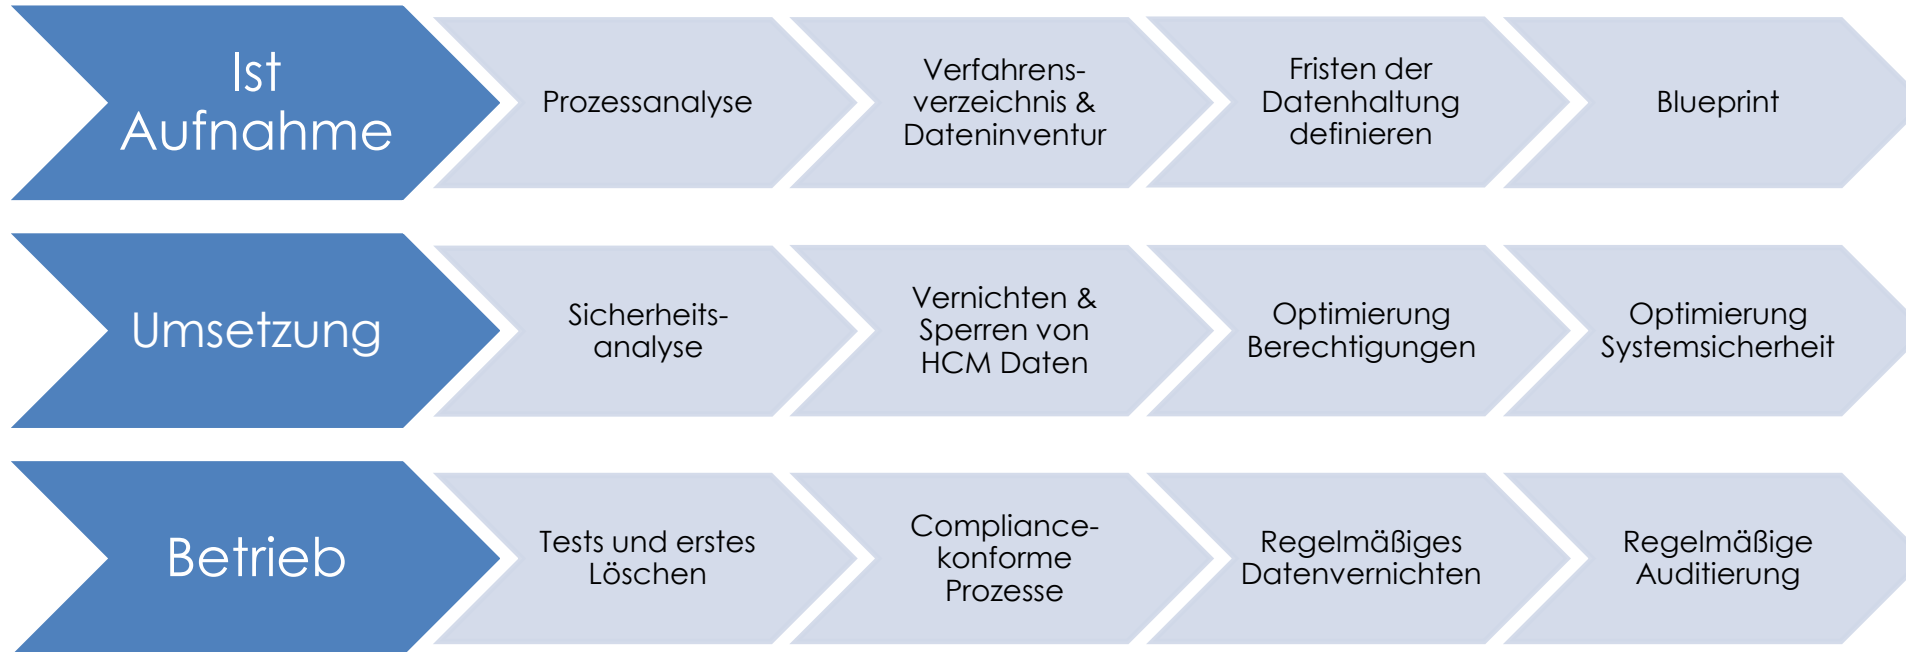 Ist
Aufnahme
Prozessanalyse
Verfahrens-
verzeichnis &
Dateninventur
Fristen der
Datenhaltung
definieren
Blueprint
Umsetzung
Sicherheits-
analyse
Vernichten &
Sperren von
HCM Daten
Optimierung
Berechtigungen
Optimierung
Systemsicherheit
Betrieb
Tests und erstes
Löschen
Compliance-
konforme
Prozesse
Regelmäßiges
Datenvernichten
Regelmäßige
Auditierung